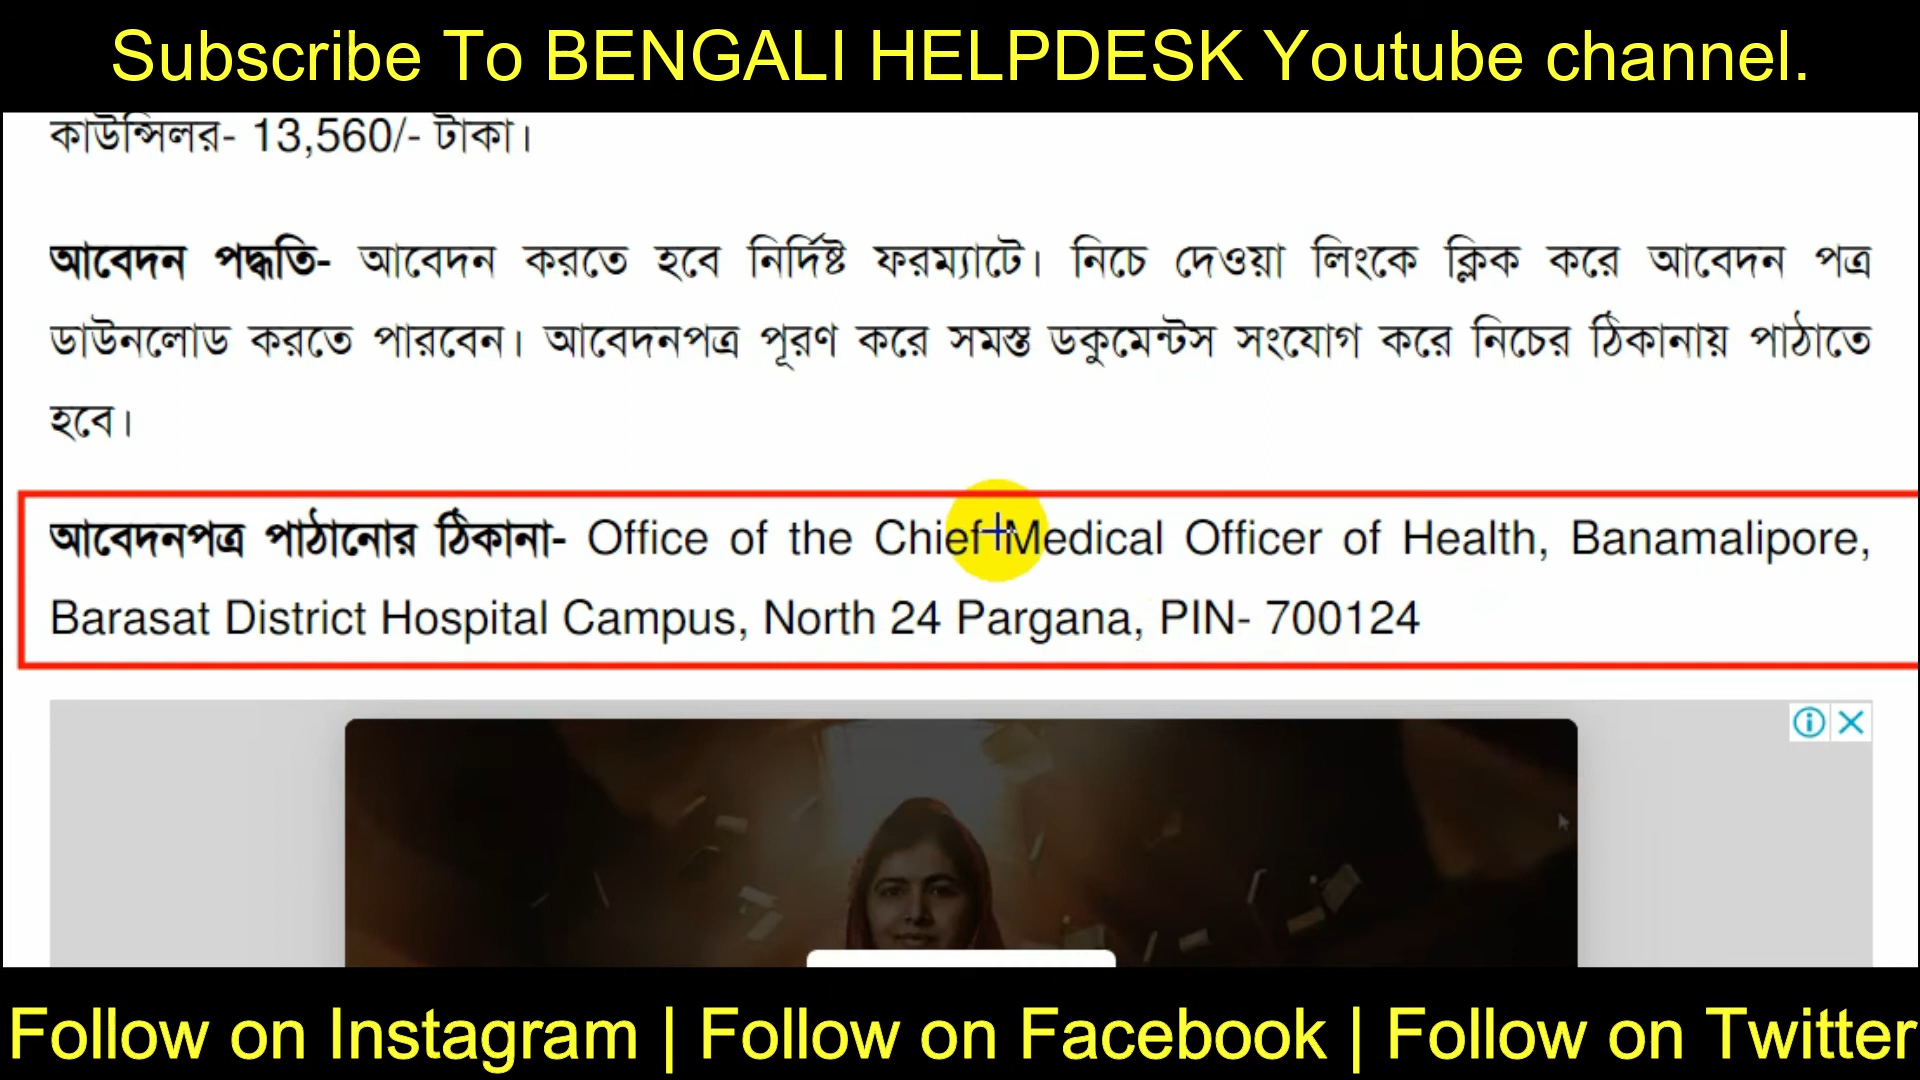 Subscribe To BENGALI HELPDESK Youtube channel.
কাউন্সিলর- 13,560/- টাকা।
আবেদন পদ্ধতি- আবেদন করতে হবে নির্দিষ্ট ফরম্যাটে। নিচে দেওয়া লিংকে ক্লিক করে আবেদন পত্র
ডাউনলোড করতে পারবেন। আবেদনপত্র পূরণ করে সমস্ত ডকুমেন্টস সংযোগ করে নিচের ঠিকানায় পাঠাতে
হবে।
আবেদনপত্র পাঠানোর ঠিকানা- Office of the Chief Medical Officer of Health, Banamalipore,
Barasat District Hospital Campus, North 24 Pargana, PIN- 700124
Follow on Instagram | Follow on Facebook | Follow on Twitter